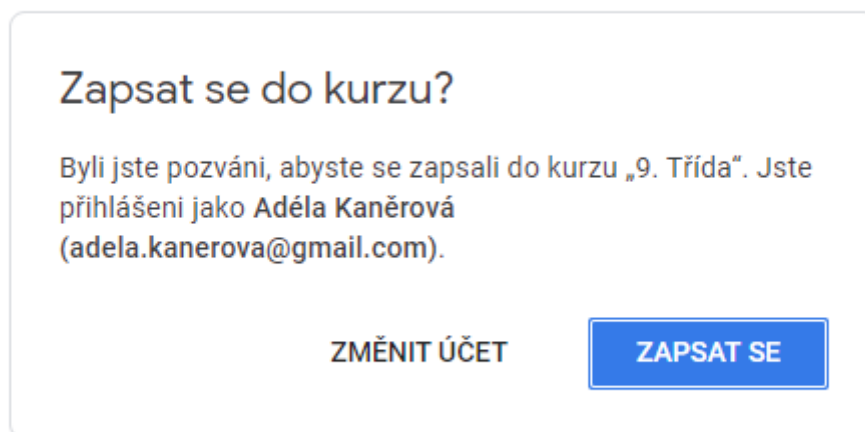 Zapsat se do kurzu?
Byli jste pozváni, abyste se zapsali do kurzu „9. Třída“. Jste
přihlášeni jako Adéla Kaněrová
(adela.kanerova@gmail.com).
ZMĚNIT ÚČET
ZAPSAT SE